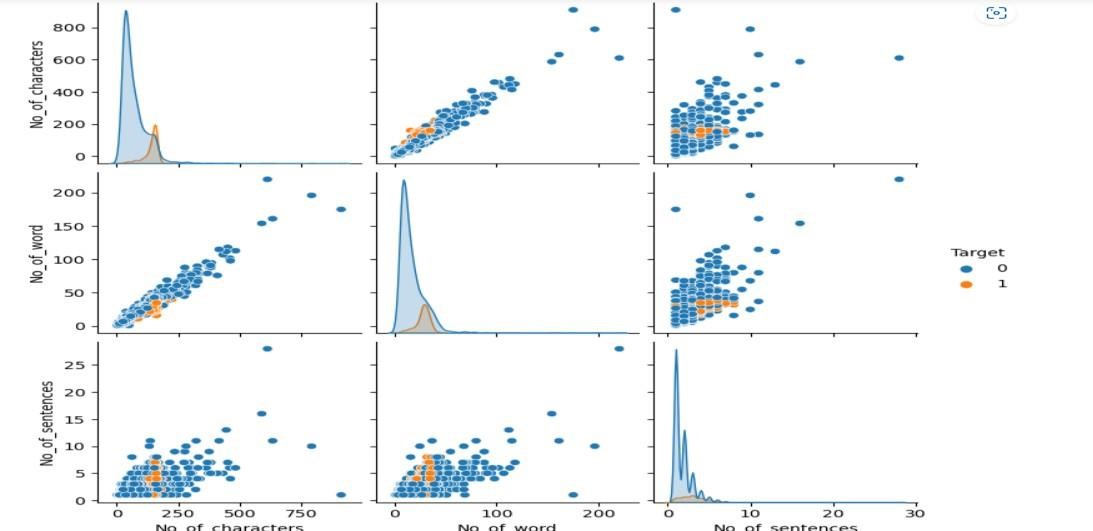 800
600
400
200
0
No_of_characters
200
150
100
50
0
No_of_word
Target
0
1
25
20
15
10
5
0
No_of_sentences
0 250 500 750
0 100 200
0 10 20 30
No_of_characters
No_of_word
No_of_sentences